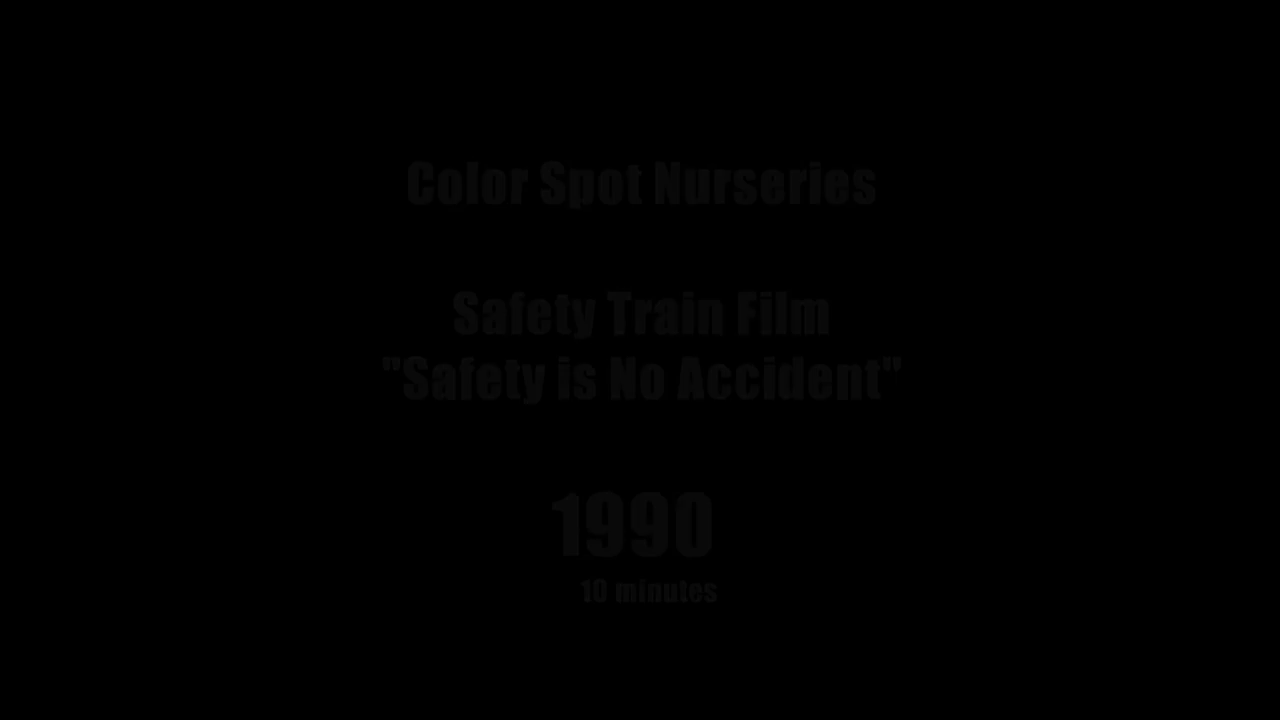 Color Spot Nurseries
Safety Train Film
"Safety is No Accident"
1990
10 minutes